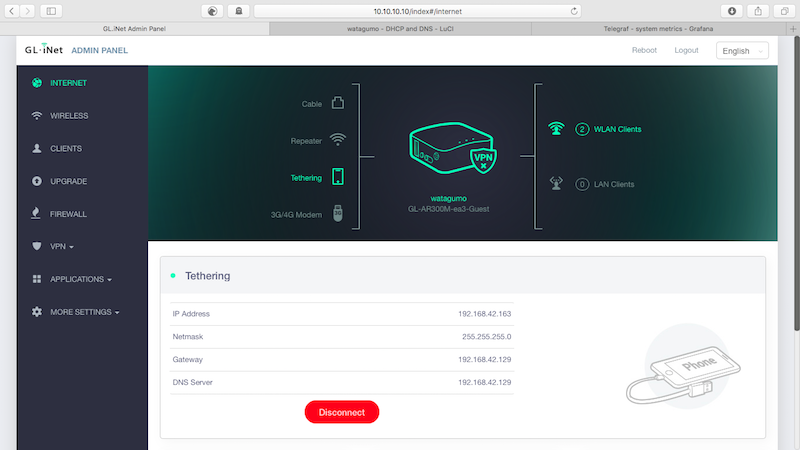 10.10.10.10/index#/internet
GL.iNet Admin Panel
watagumo - DHCP and DNS - LuCI
Telegraf - system metrics - Grafana
GL·iNet ADMIN PANEL
Reboot
Logout
English
INTERNET
WIRELESS
CLIENTS
UPGRADE
FIREWALL
VPN
APPLICATIONS
MORE SETTINGS
Cable
Repeater
Tethering
3G/4G Modem
3G
VPN
x
watagumo
GL-AR300M-ea3-Guest
2 WLAN Clients
0 LAN Clients
Tethering
IP Address 192.168.42.163
Netmask 255.255.255.0
Gateway 192.168.42.129
DNS Server 192.168.42.129
Disconnect
Phone